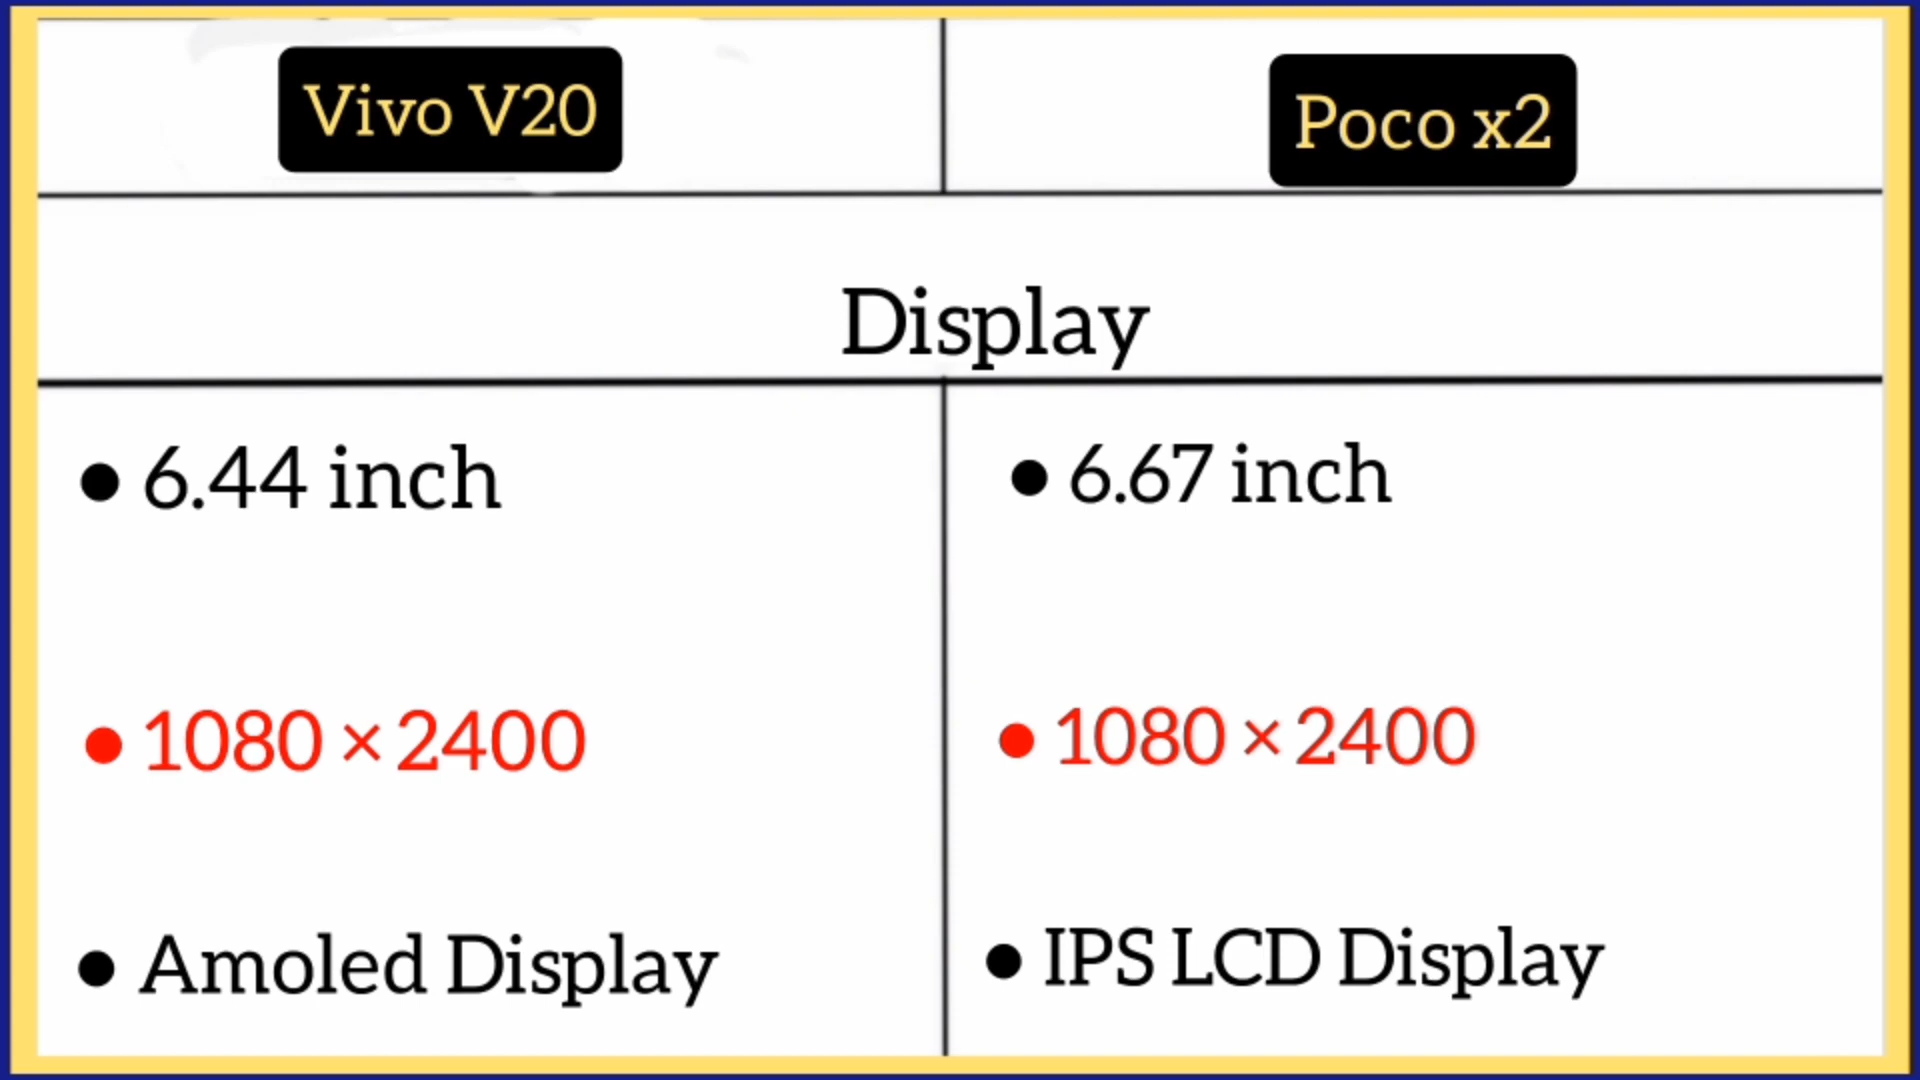 Vivo V20
Poco x2
Display
• 6.44 inch
• 6.67 inch
• 1080 × 2400
• 1080 × 2400
• Amoled Display
• IPS LCD Display